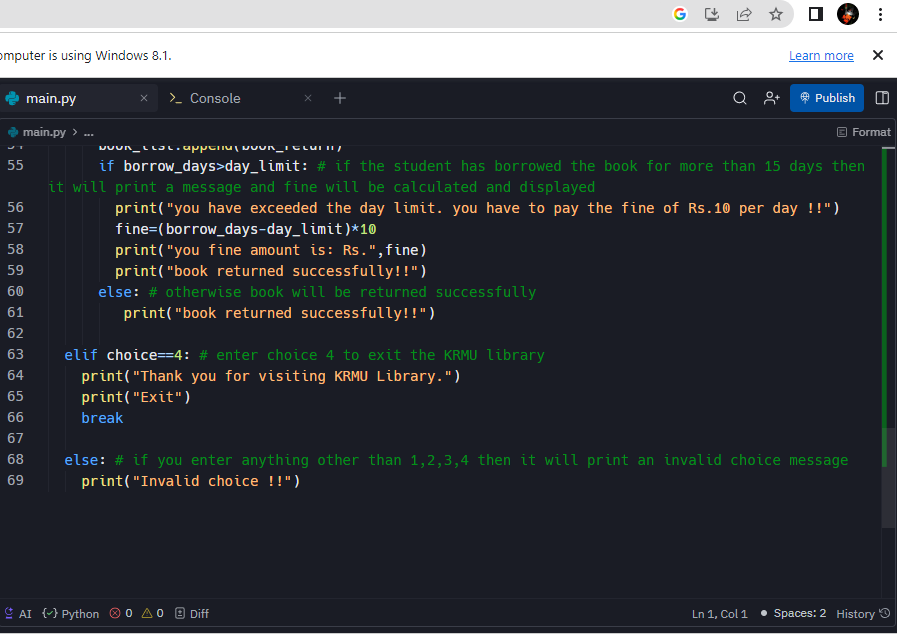 omputer is using Windows 8.1.
Learn more
main.py
Console
Publish
main.py > ...
Format
54 book_list.append(book_return)
55 if borrow_days>day_limit: # if the student has borrowed the book for more than 15 days then
it will print a message and fine will be calculated and displayed
56 print("you have exceeded the day limit. you have to pay the fine of Rs.10 per day !!")
57 fine=(borrow_days-day_limit)*10
58 print("you fine amount is: Rs.",fine)
59 print("book returned successfully!!")
60 else: # otherwise book will be returned successfully
61 print("book returned successfully!!")
62
63 elif choice==4: # enter choice 4 to exit the KRMU library
64 print("Thank you for visiting KRMU Library.")
65 print("Exit")
66 break
67
68 else: # if you enter anything other than 1,2,3,4 then it will print an invalid choice message
69 print("Invalid choice !!")
AI {✓} Python 0 0 Diff Ln 1, Col 1 • Spaces: 2 History